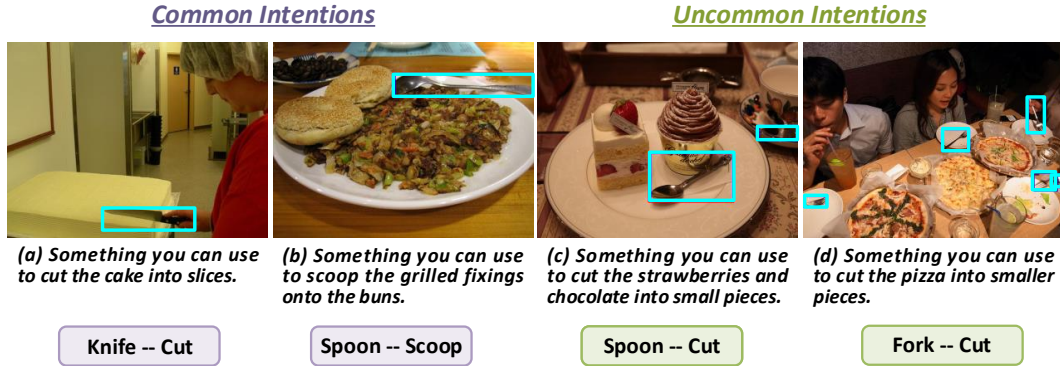 Common Intentions
Uncommon Intentions
(a) Something you can use
to cut the cake into slices.
(b) Something you can use
to scoop the grilled fixings
onto the buns.
(c) Something you can use
to cut the strawberries and
chocolate into small pieces.
(d) Something you can use
to cut the pizza into smaller
pieces.
Knife -- Cut
Spoon -- Scoop
Spoon -- Cut
Fork -- Cut